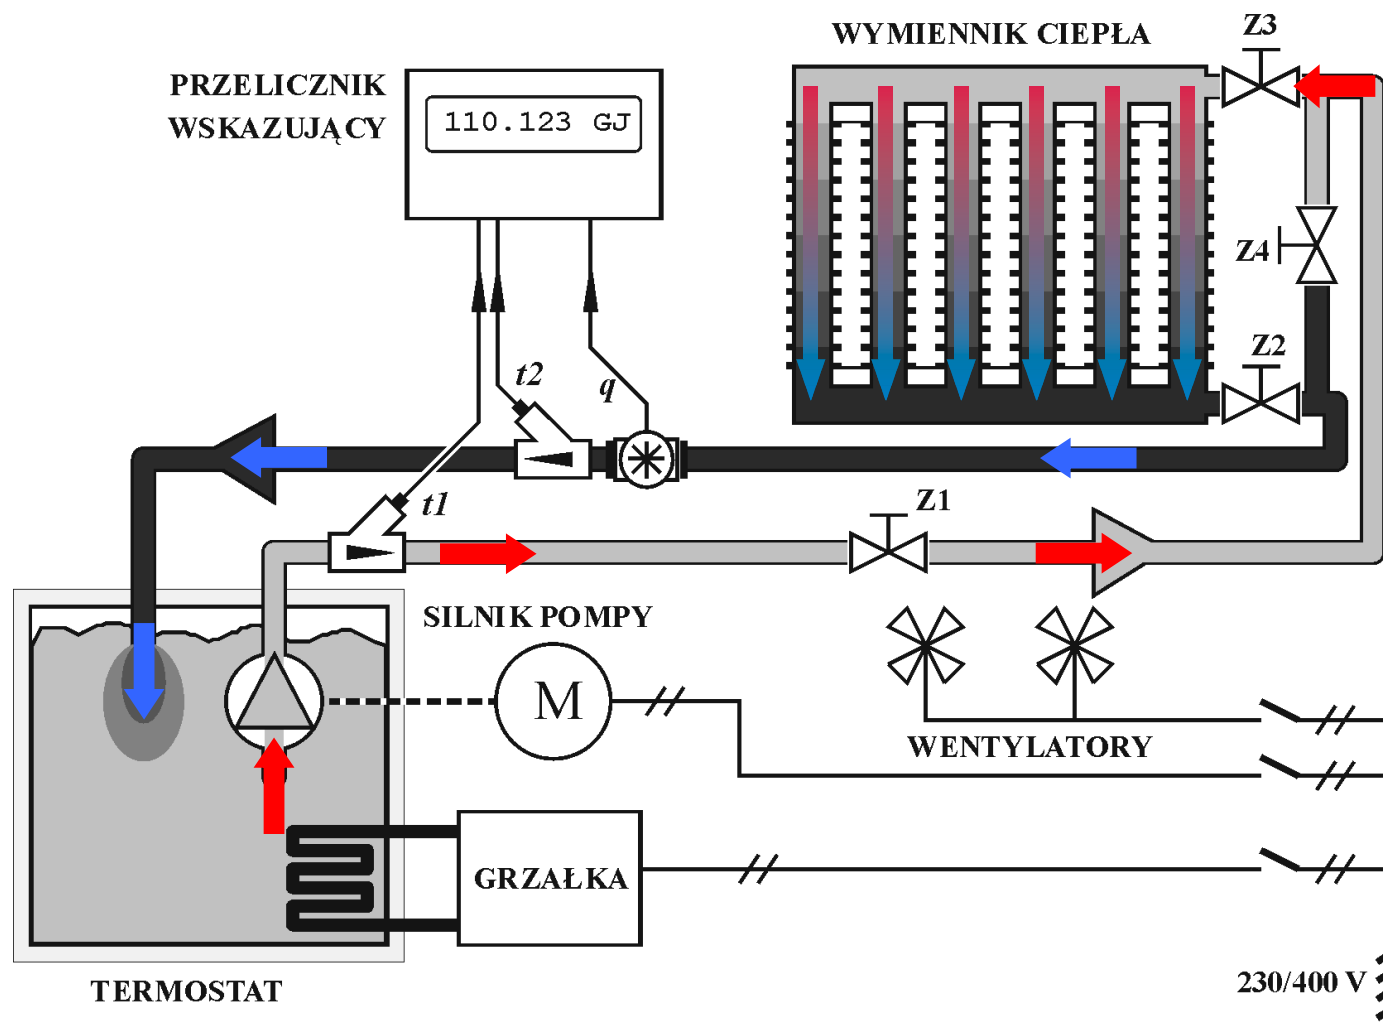 WYMIENNIK CIEPŁA
Z3
PRZELICZNIK
WSKAZUJĄCY
110.123 GJ
Z4
Z2
t2
q
t1
Z1
SILNIK POMPY
M
WENTYLATORY
GRZAŁKA
TERMOSTAT
230/400 V